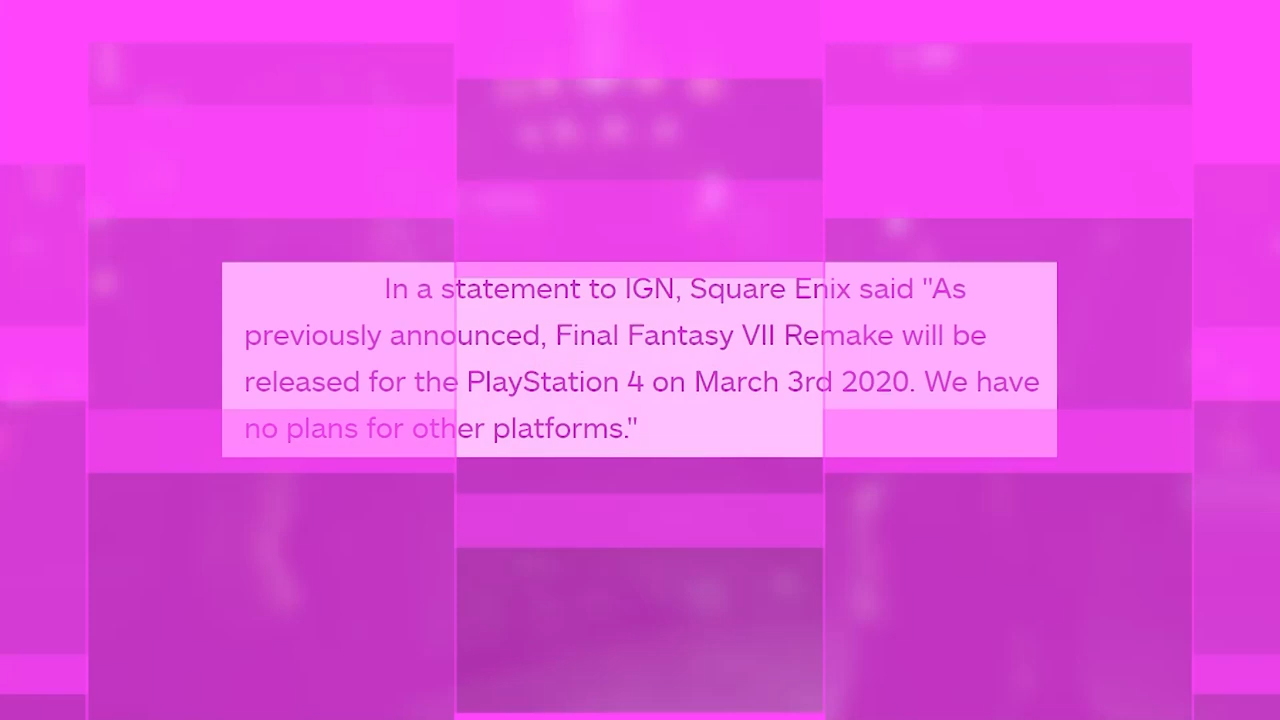 In a statement to IGN, Square Enix said "As
previously announced, Final Fantasy VII Remake will be
released for the PlayStation 4 on March 3rd 2020. We have
no plans for other platforms."